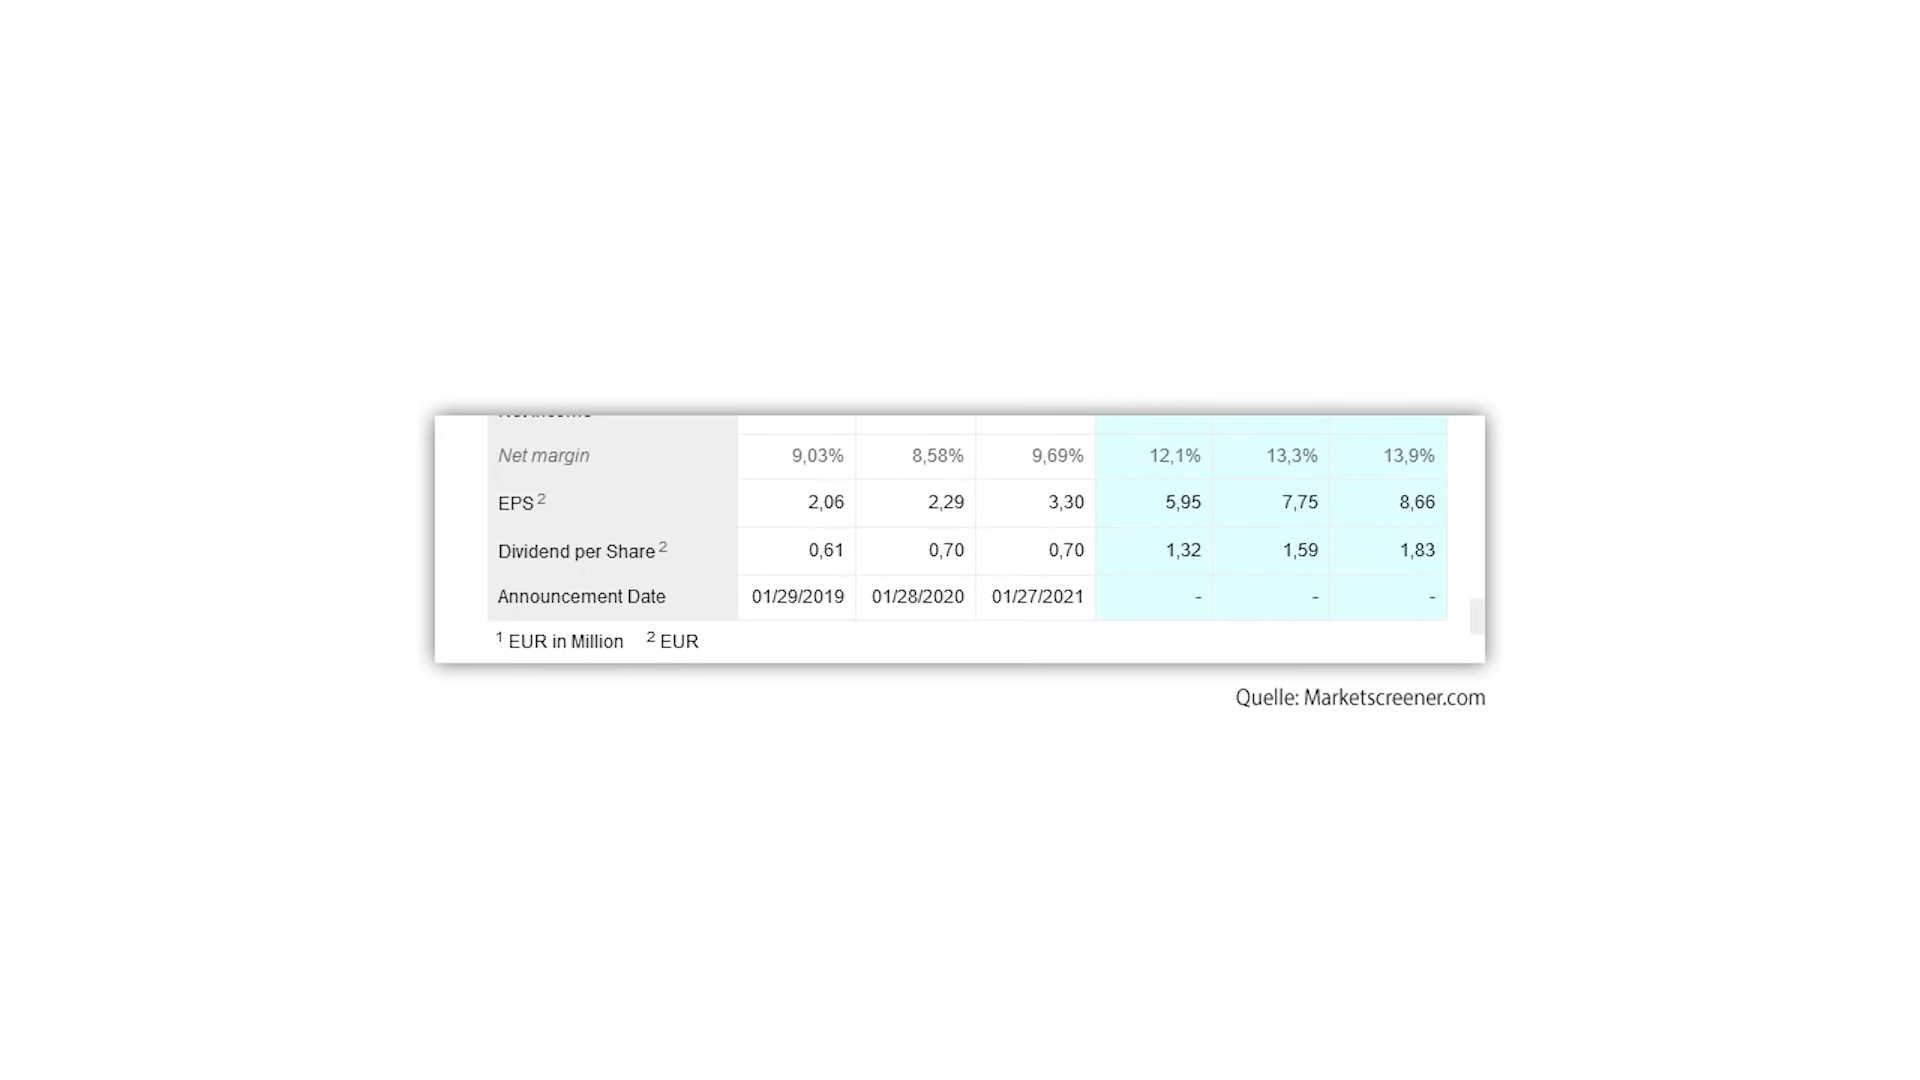 Net margin 9,03% 8,58% 9,69% 12,1% 13,3% 13,9%
EPS 2 2,06 2,29 3,30 5,95 7,75 8,66
Dividend per Share 2 0,61 0,70 0,70 1,32 1,59 1,83
Announcement Date 01/29/2019 01/28/2020 01/27/2021 - - -
1 EUR in Million 2 EUR
Quelle: Marketscreener.com